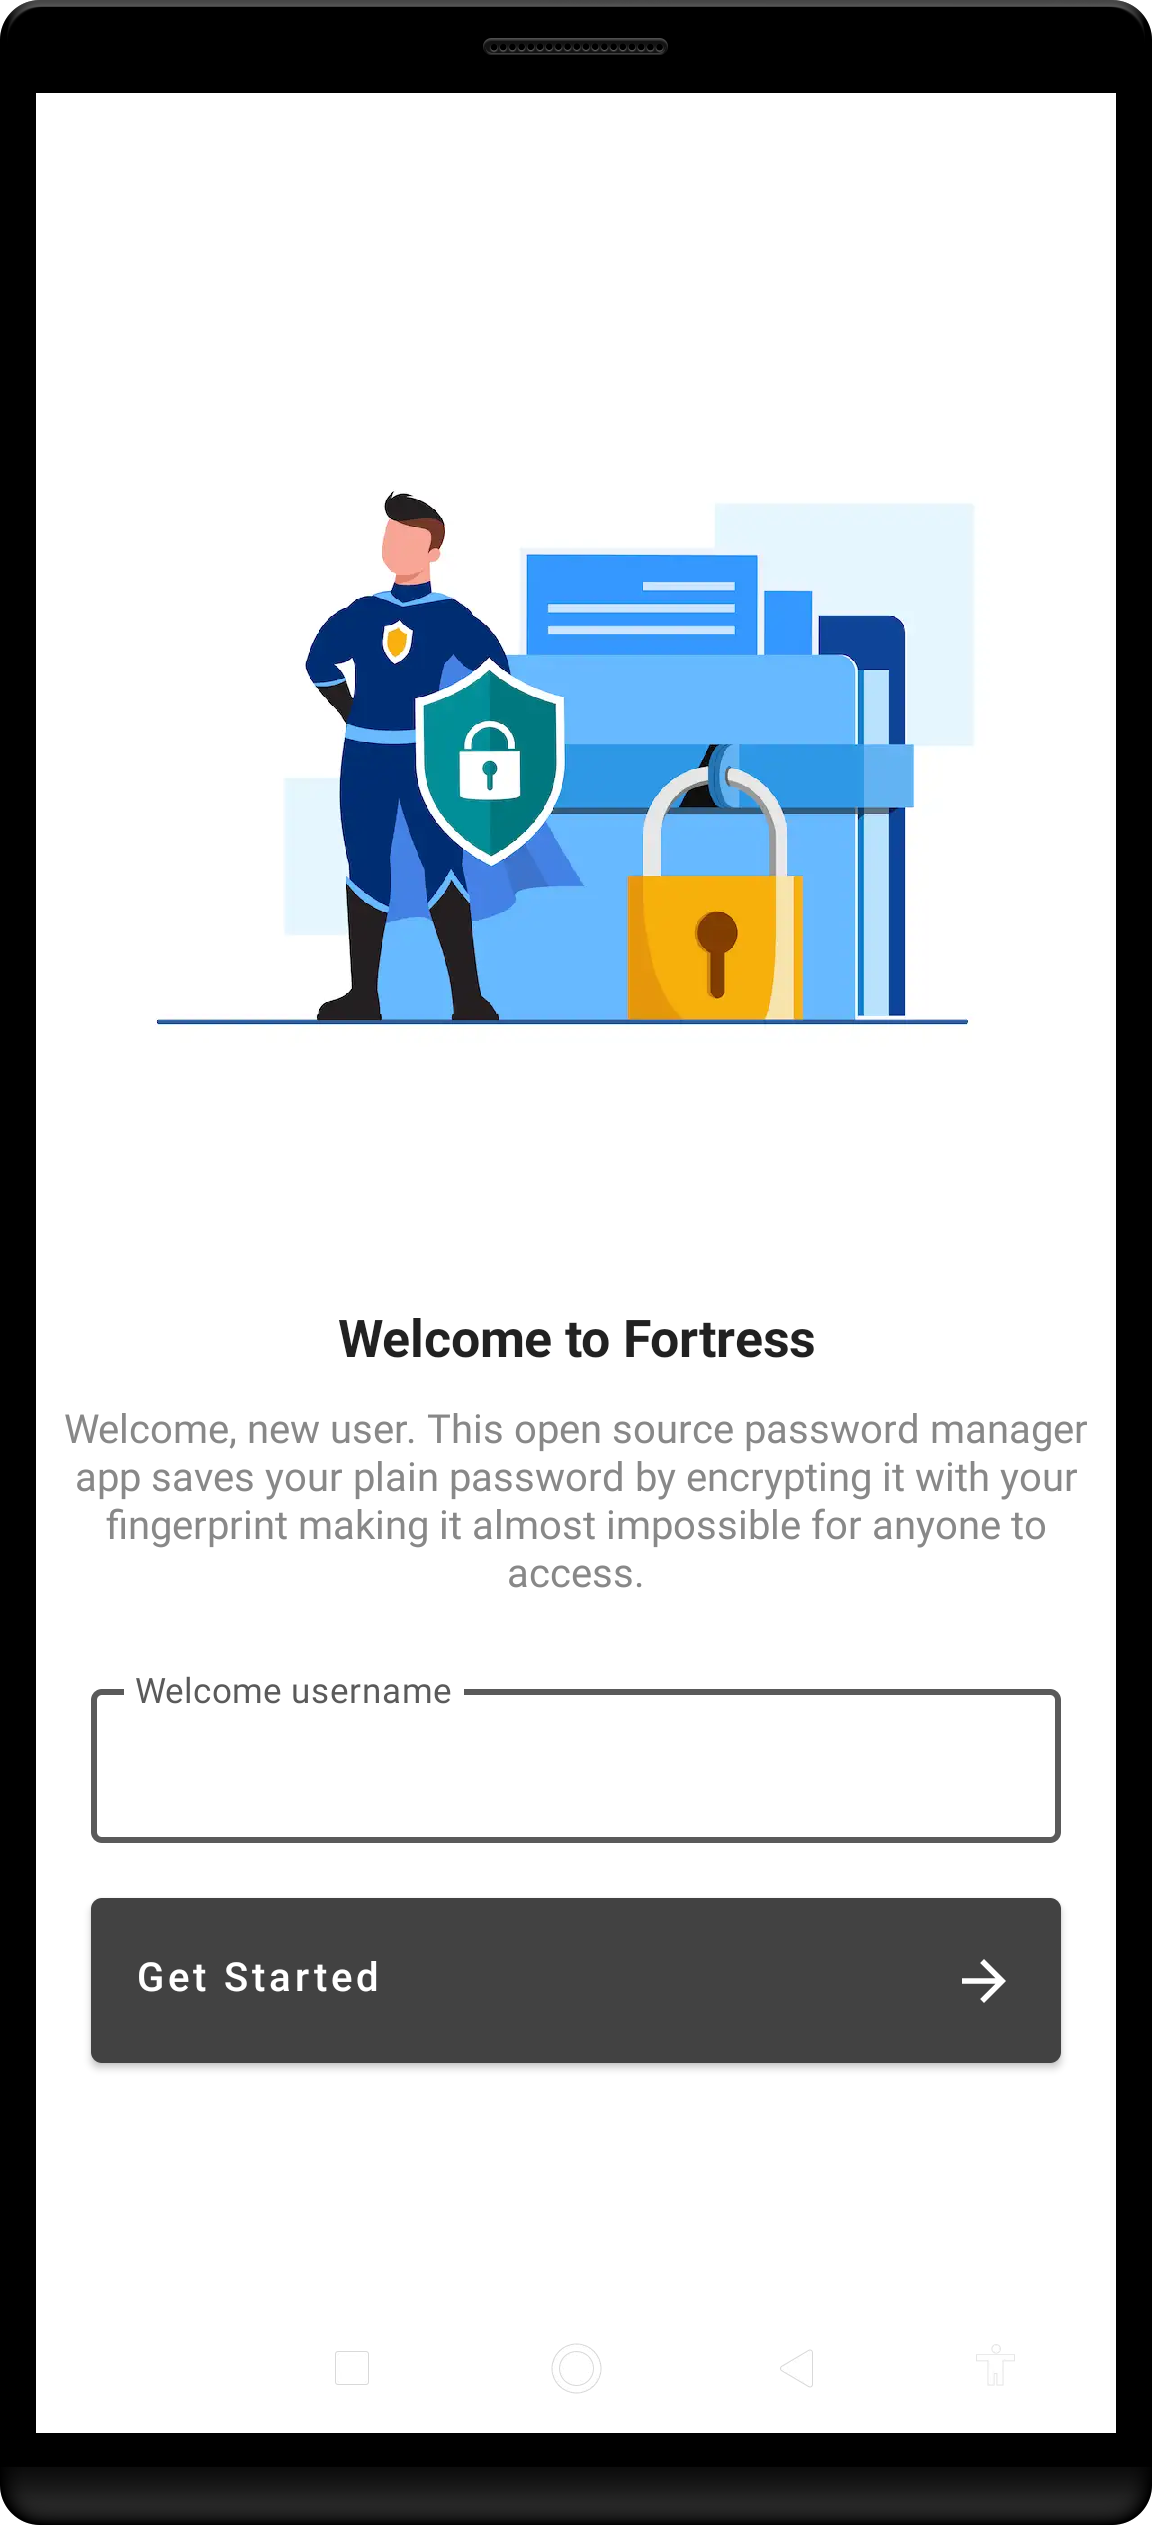 Welcome to Fortress
Welcome, new user. This open source password manager
app saves your plain password by encrypting it with your
fingerprint making it almost impossible for anyone to
access.
Welcome username
Get Started